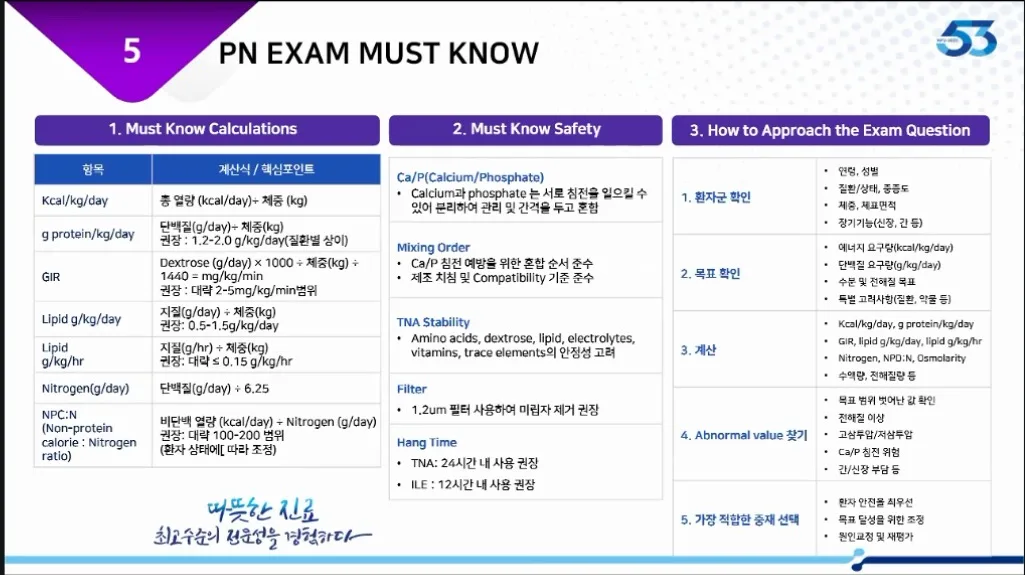 5
PN EXAM MUST KNOW
53
1. Must Know Calculations
항목
계산식 / 핵심포인트
Kcal/kg/day
총 열량 (kcal/day)÷ 체중 (kg)
g protein/kg/day
단백질(g/day)÷ 체중(kg)
권장 : 1.2-2.0 g/kg/day(질환별 상이)
GIR
Dextrose (g/day) × 1000 ÷ 체중(kg) ÷
1440 = mg/kg/min
권장 : 대략 2-5mg/kg/min범위
Lipid g/kg/day
지질(g/day) ÷ 체중(kg)
권장: 0.5-1.5g/kg/day
Lipid
g/kg/hr
지질(g/hr) ÷ 체중(kg)
권장: 대략 ≤ 0.15 g/kg/hr
Nitrogen(g/day)
단백질(g/day) ÷ 6.25
NPC:N
(Non-protein
calorie : Nitrogen
ratio)
비단백 열량 (kcal/day) ÷ Nitrogen (g/day)
권장: 대략 100-200 범위
(환자 상태에[ 따라 조정)
따뜻한 진료
최고수준의 전문성을 경험하다
2. Must Know Safety
Ca/P(Calcium/Phosphate)
• Calcium과 phosphate 는 서로 침전을 일으킬 수
있어 분리하여 관리 및 간격을 두고 혼합
Mixing Order
• Ca/P 침전 예방을 위한 혼합 순서 준수
• 제조 치침 및 Compatibility 기준 준수
TNA Stability
• Amino acids, dextrose, lipid, electrolytes,
vitamins, trace elements의 안정성 고려
Filter
• 1.2um 필터 사용하여 미립자 제거 권장
Hang Time
• TNA: 24시간 내 사용 권장
• ILE : 12시간 내 사용 권장
3. How to Approach the Exam Question
1. 환자군 확인
• 연령, 성별
• 질환/상태, 중증도
• 체중, 체표면적
• 장기기능(신장, 간 등)
2. 목표 확인
• 에너지 요구량(kcal/kg/day)
• 단백질 요구량(g/kg/day)
• 수분 및 전해질 목표
• 특별 고려사항(질환, 약물 등)
3. 계산
• Kcal/kg/day, g protein/kg/day
• GIR, lipid g/kg/day, lipid g/kg/hr
• Nitrogen, NPD:N, Osmolarity
• 수액량, 전해질량 등
4. Abnormal value 찾기
• 목표 범위 벗어난 값 확인
• 전해질 이상
• 고삼투압/저삼투압
• Ca/P 침전 위험
• 간/신장 부담 등
5. 가장 적합한 중재 선택
• 환자 안전을 최우선
• 목표 달성을 위한 조정
• 원인교정 및 재평가